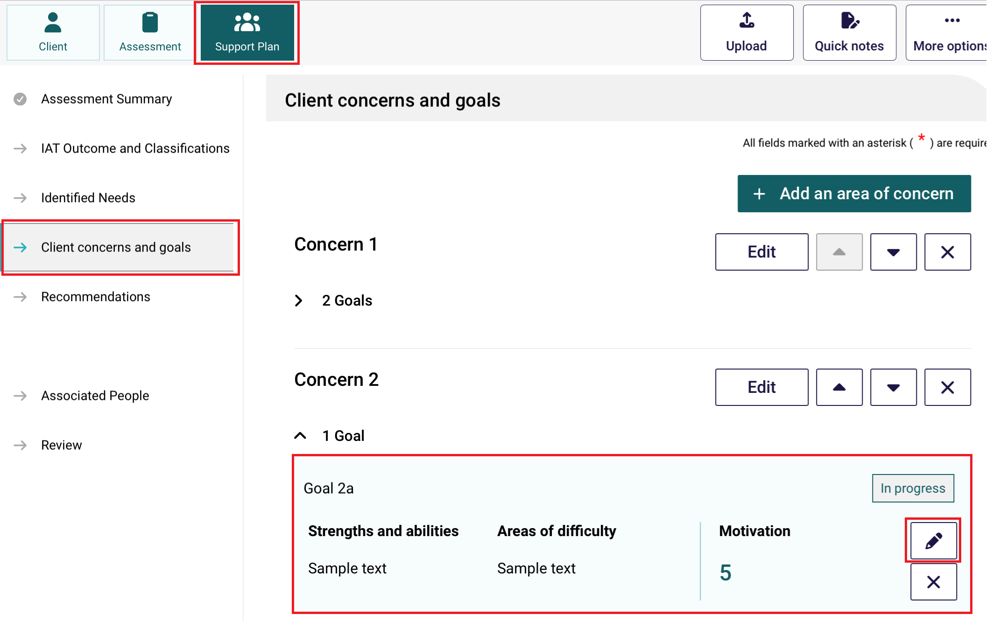 Client
Assessment
Support Plan
Upload
Quick notes
More options
Assessment Summary
IAT Outcome and Classifications
Identified Needs
Client concerns and goals
Recommendations
Associated People
Review
Client concerns and goals
All fields marked with an asterisk ( * ) are require
+ Add an area of concern
Concern 1
Edit
2 Goals
Concern 2
Edit
1 Goal
Goal 2a
In progress
Strengths and abilities
Areas of difficulty
Motivation
Sample text
Sample text
5